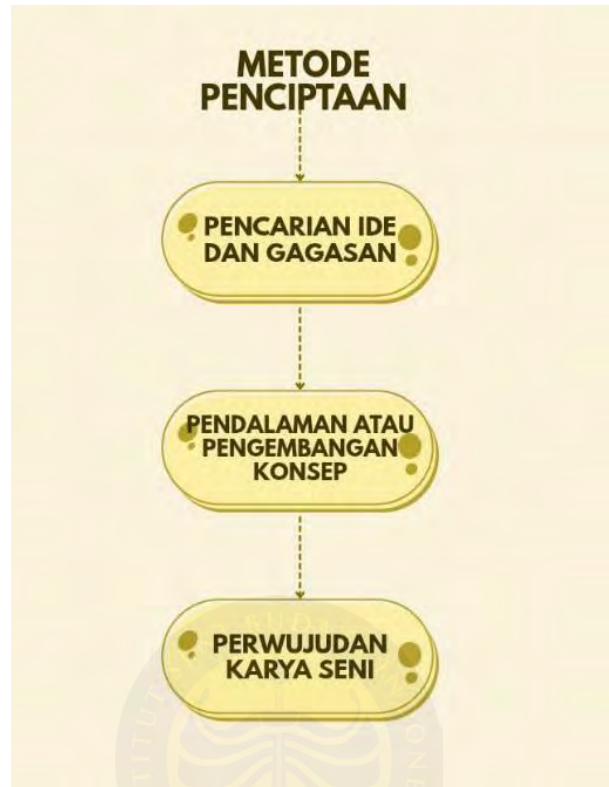 METODE
PENCIPTAAN
PENCARIAN IDE
DAN GAGASAN
PENDALAMAN ATAU
PENGEMBANGAN
KONSEP
PERWUJUDAN
KARYA SENI